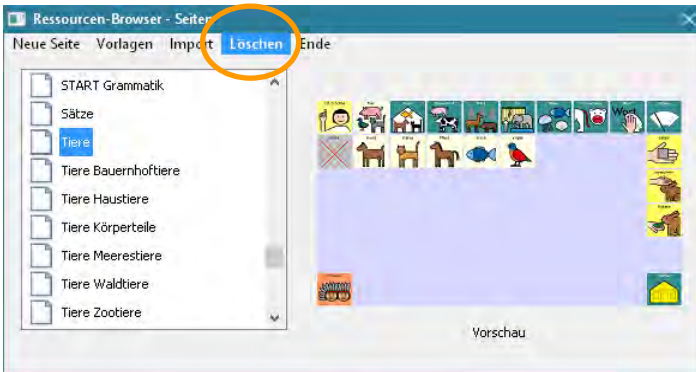 Ressourcen-Browser - Seiten
Neue Seite Vorlagen Import Löschen Ende
START Grammatik
Sätze
Tiere
Tiere Bauernhoftiere
Tiere Haustiere
Tiere Körperteile
Tiere Meerestiere
Tiere Waldtiere
Tiere Zootiere
Wort
Vorschau